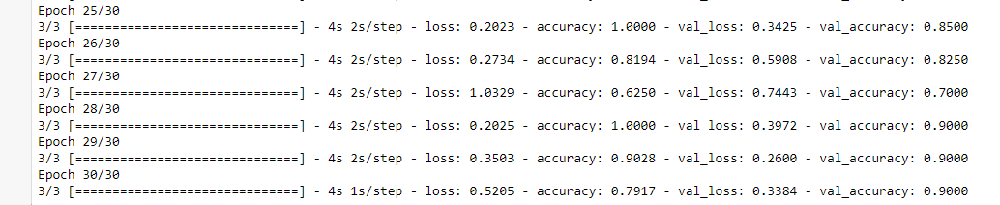 Epoch 25/30
3/3 [==============================] - 4s 2s/step - loss: 0.2023 - accuracy: 1.0000 - val_loss: 0.3425 - val_accuracy: 0.8500
Epoch 26/30
3/3 [==============================] - 4s 2s/step - loss: 0.2734 - accuracy: 0.8194 - val_loss: 0.5908 - val_accuracy: 0.8250
Epoch 27/30
3/3 [==============================] - 4s 2s/step - loss: 1.0329 - accuracy: 0.6250 - val_loss: 0.7443 - val_accuracy: 0.7000
Epoch 28/30
3/3 [==============================] - 4s 2s/step - loss: 0.2025 - accuracy: 1.0000 - val_loss: 0.3972 - val_accuracy: 0.9000
Epoch 29/30
3/3 [==============================] - 4s 2s/step - loss: 0.3503 - accuracy: 0.9028 - val_loss: 0.2600 - val_accuracy: 0.9000
Epoch 30/30
3/3 [==============================] - 4s 1s/step - loss: 0.5205 - accuracy: 0.7917 - val_loss: 0.3384 - val_accuracy: 0.9000